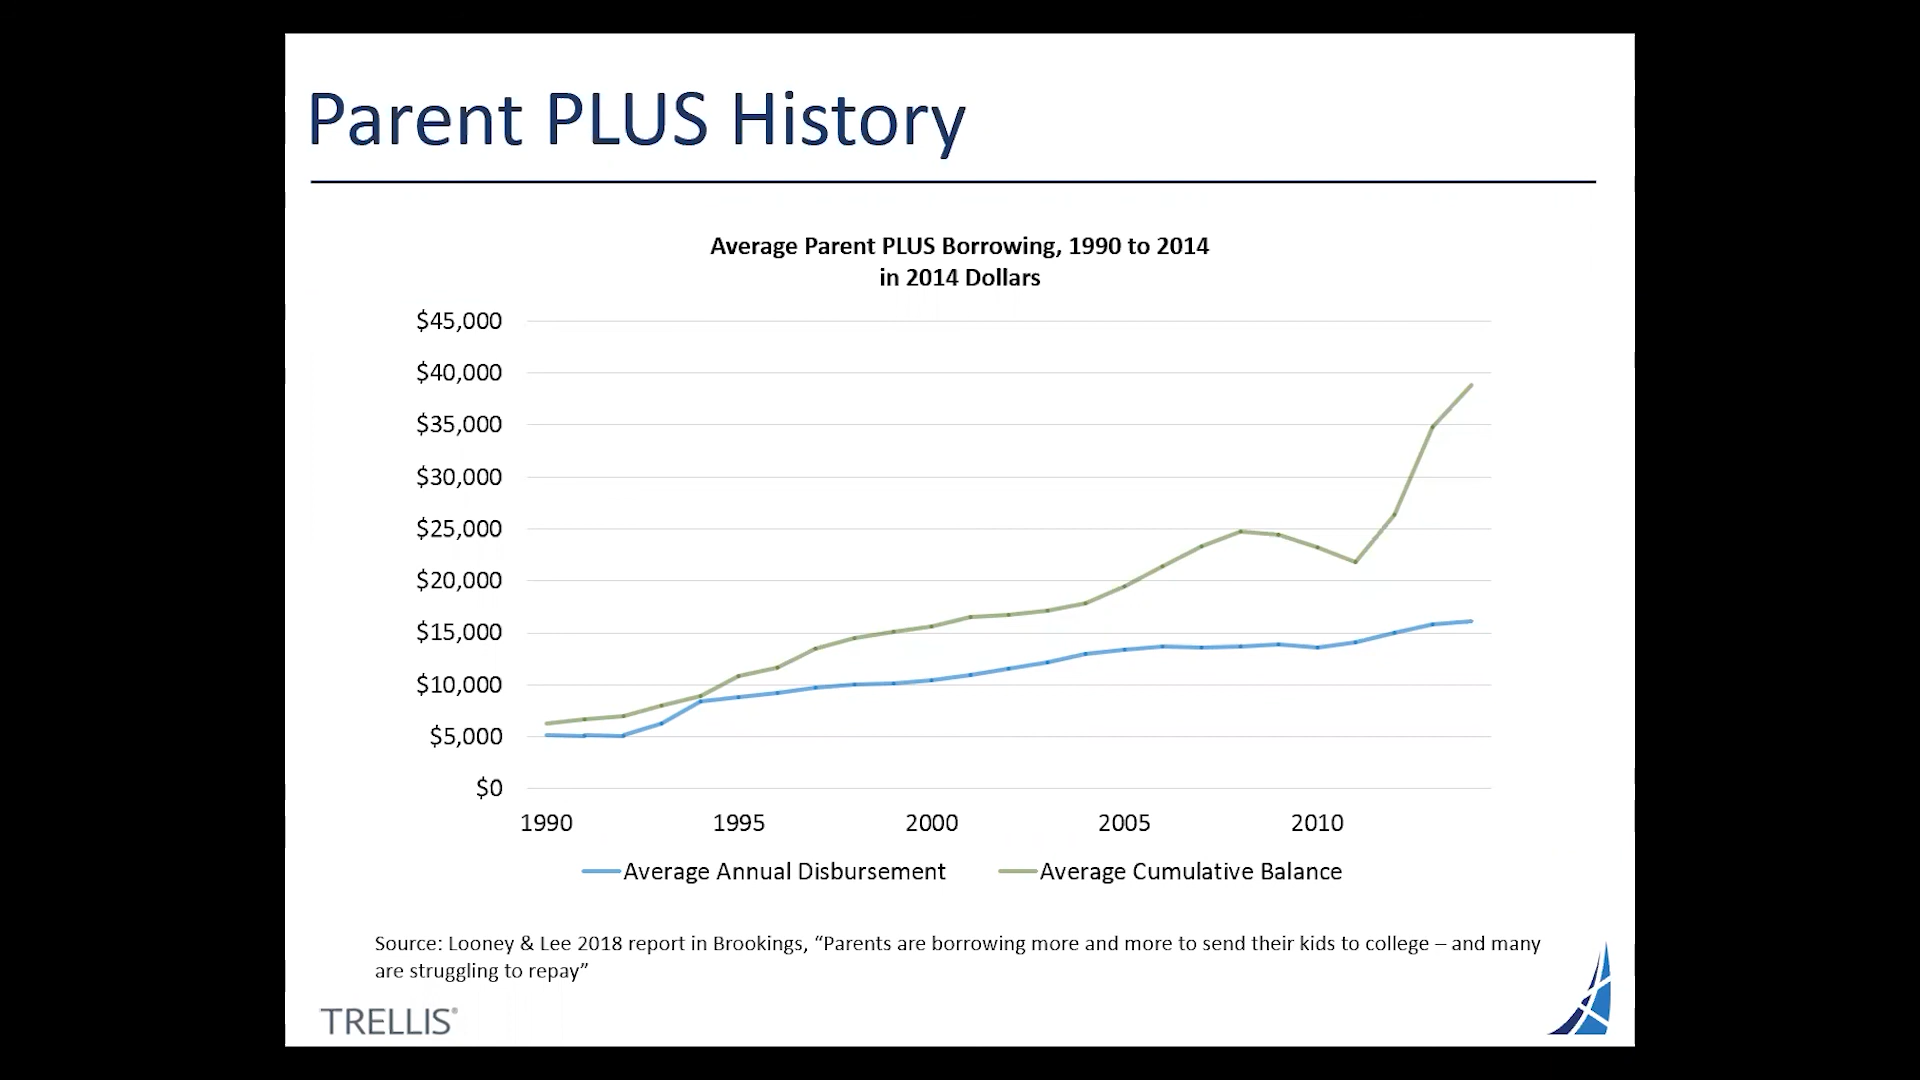 Parent PLUS History
Average Parent PLUS Borrowing, 1990 to 2014
in 2014 Dollars
$45,000
$40,000
$35,000
$30,000
$25,000
$20,000
$15,000
$10,000
$5,000
$0
1990 1995 2000 2005 2010
Average Annual Disbursement Average Cumulative Balance
Source: Looney & Lee 2018 report in Brookings, “Parents are borrowing more and more to send their kids to college – and many
are struggling to repay”
TRELLIS®